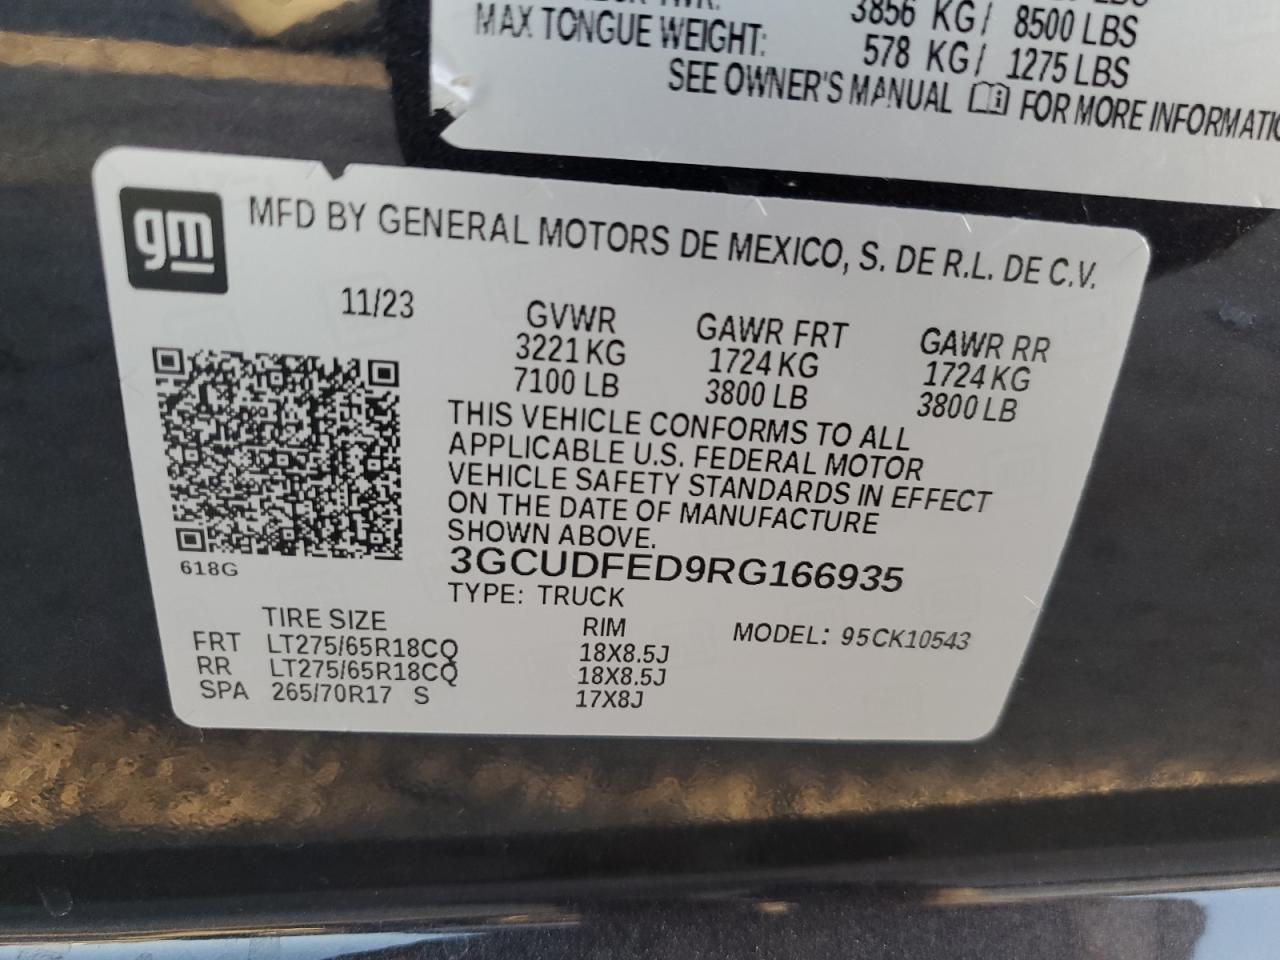 3856 KG/ 8500 LBS
MAX TONGUE WEIGHT: 578 KG/ 1275 LBS
SEE OWNER'S MANUAL FOR MORE
gm
MFD BY GENERAL MOTORS DE MEXICO, S. DE R.L. DE C.V.
11/23
GVWR GAWR FRT GAWR RR
3221 KG 1724 KG 1724 KG
7100 LB 3800 LB 3800 LB
THIS VEHICLE CONFORMS TO ALL
APPLICABLE U.S. FEDERAL MOTOR
VEHICLE SAFETY STANDARDS IN EFFECT
ON THE DATE OF MANUFACTURE
SHOWN ABOVE.
618G
3GCUDFED9RG166935
TYPE: TRUCK
TIRE SIZE RIM MODEL: 95CK10543
FRT LT275/65R18CQ 18X8.5J
RR LT275/65R18CQ 18X8.5J
SPA 265/70R17 S 17X8J